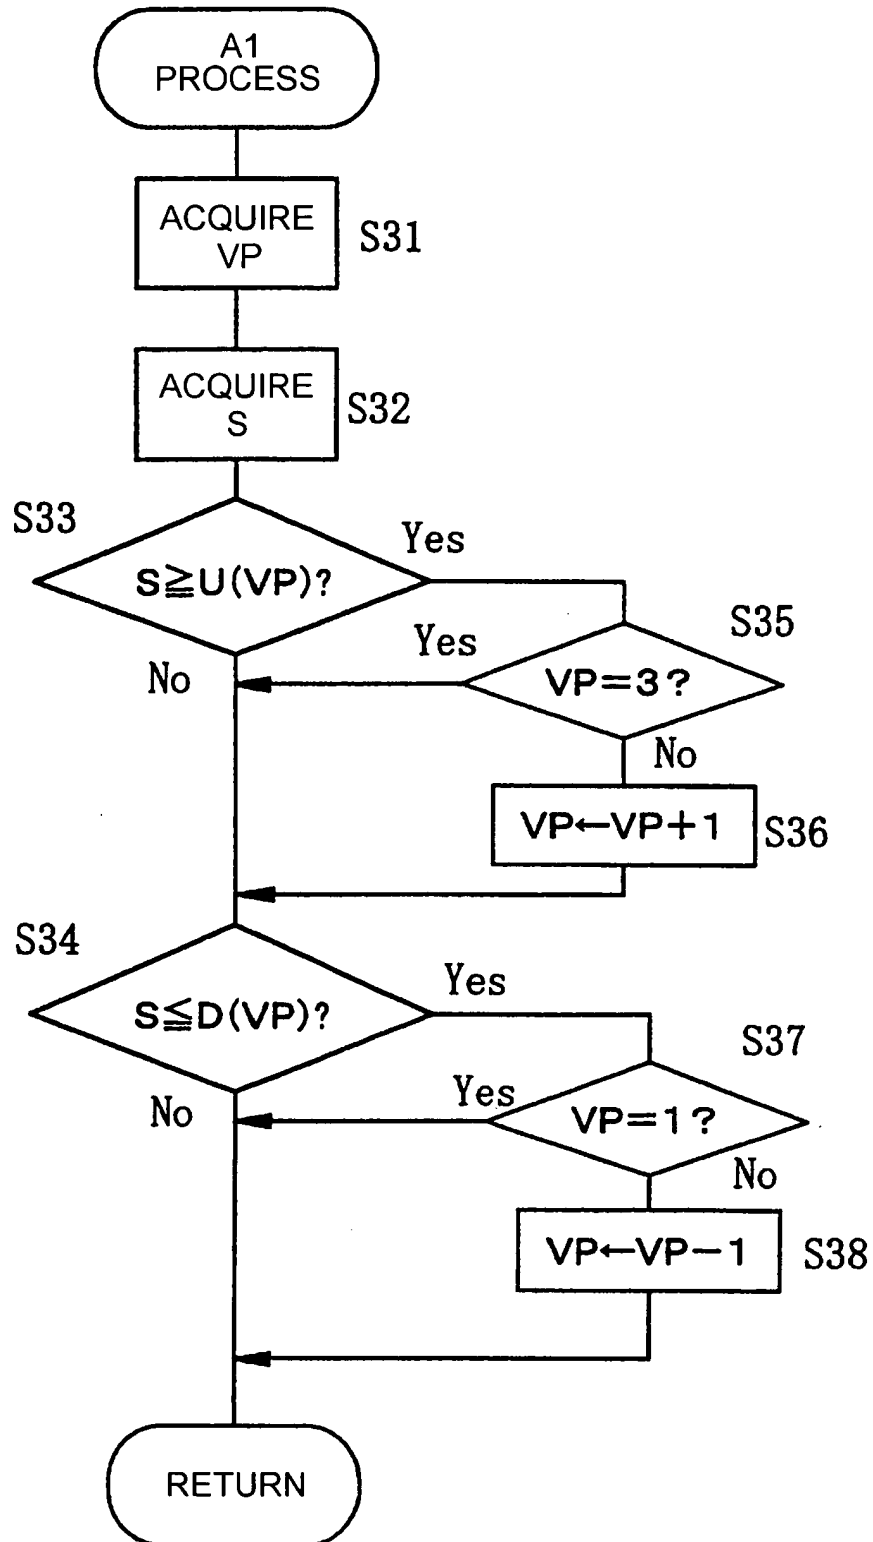 A1
PROCESS
ACQUIRE
VP
S31
ACQUIRE
S
S32
S33
S≧U(VP)?
Yes
No
S35
VP=3?
Yes
No
VP←VP+1
S36
S34
S≦D(VP)?
Yes
No
S37
VP=1?
Yes
No
VP←VP−1
S38
RETURN